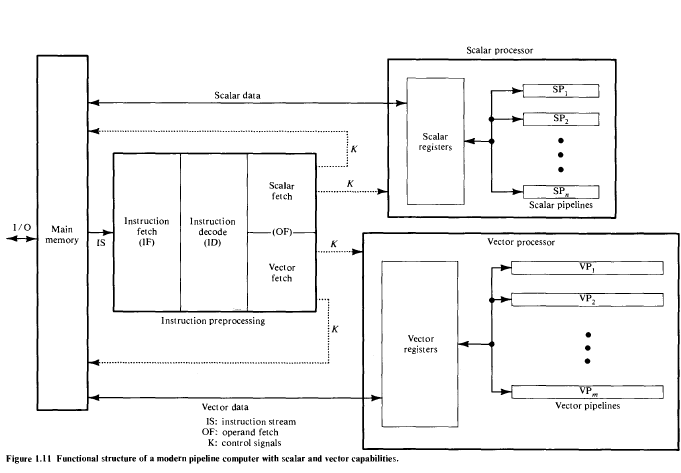 Scalar processor
Scalar data
SP1
SP2
SPn
Scalar registers
Scalar pipelines
K
K
I/O
Main memory
IS
Instruction fetch (IF)
Instruction decode (ID)
Scalar fetch
(OF)
Vector fetch
Instruction preprocessing
K
K
Vector processor
VP1
VP2
VPm
Vector registers
Vector pipelines
Vector data
IS: instruction stream
OF: operand fetch
K: control signals
Figure 1.11 Functional structure of a modern pipeline computer with scalar and vector capabilities.